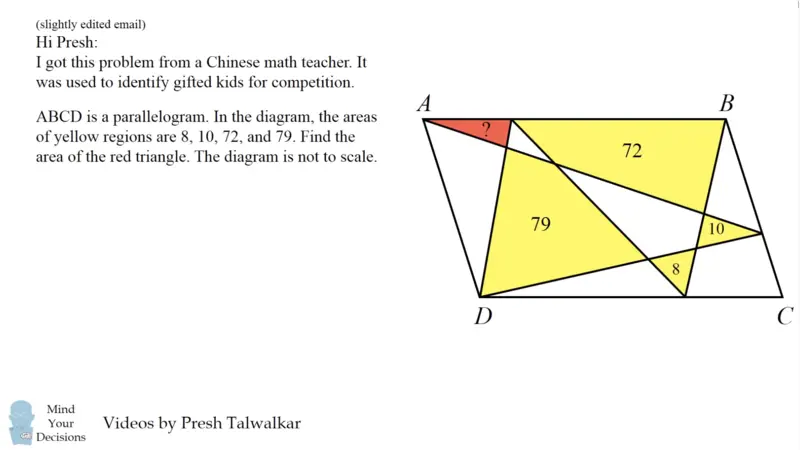 (slightly edited email)
Hi Presh:
I got this problem from a Chinese math teacher. It
was used to identify gifted kids for competition.
ABCD is a parallelogram. In the diagram, the areas
of yellow regions are 8, 10, 72, and 79. Find the
area of the red triangle. The diagram is not to scale.
A
B
?
72
79
10
8
D
C
Mind
Your
Decisions
Videos by Presh Talwalkar